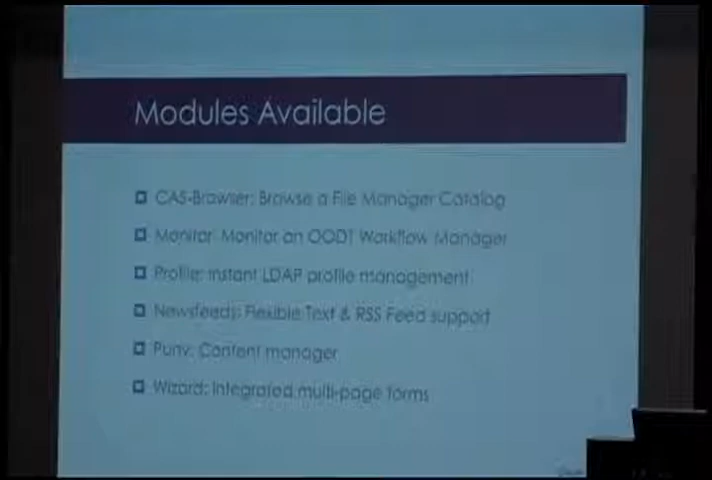 Modules Available
CAS-Browser: Browse a File Manager Catalog
Monitor: Monitor an OODT Workflow Manager
Profile: Instant LDAP profile management
Newsfeeds: Flexible Text & RSS Feed support
Puny: Content manager
Wizard: Integrated multi-page forms